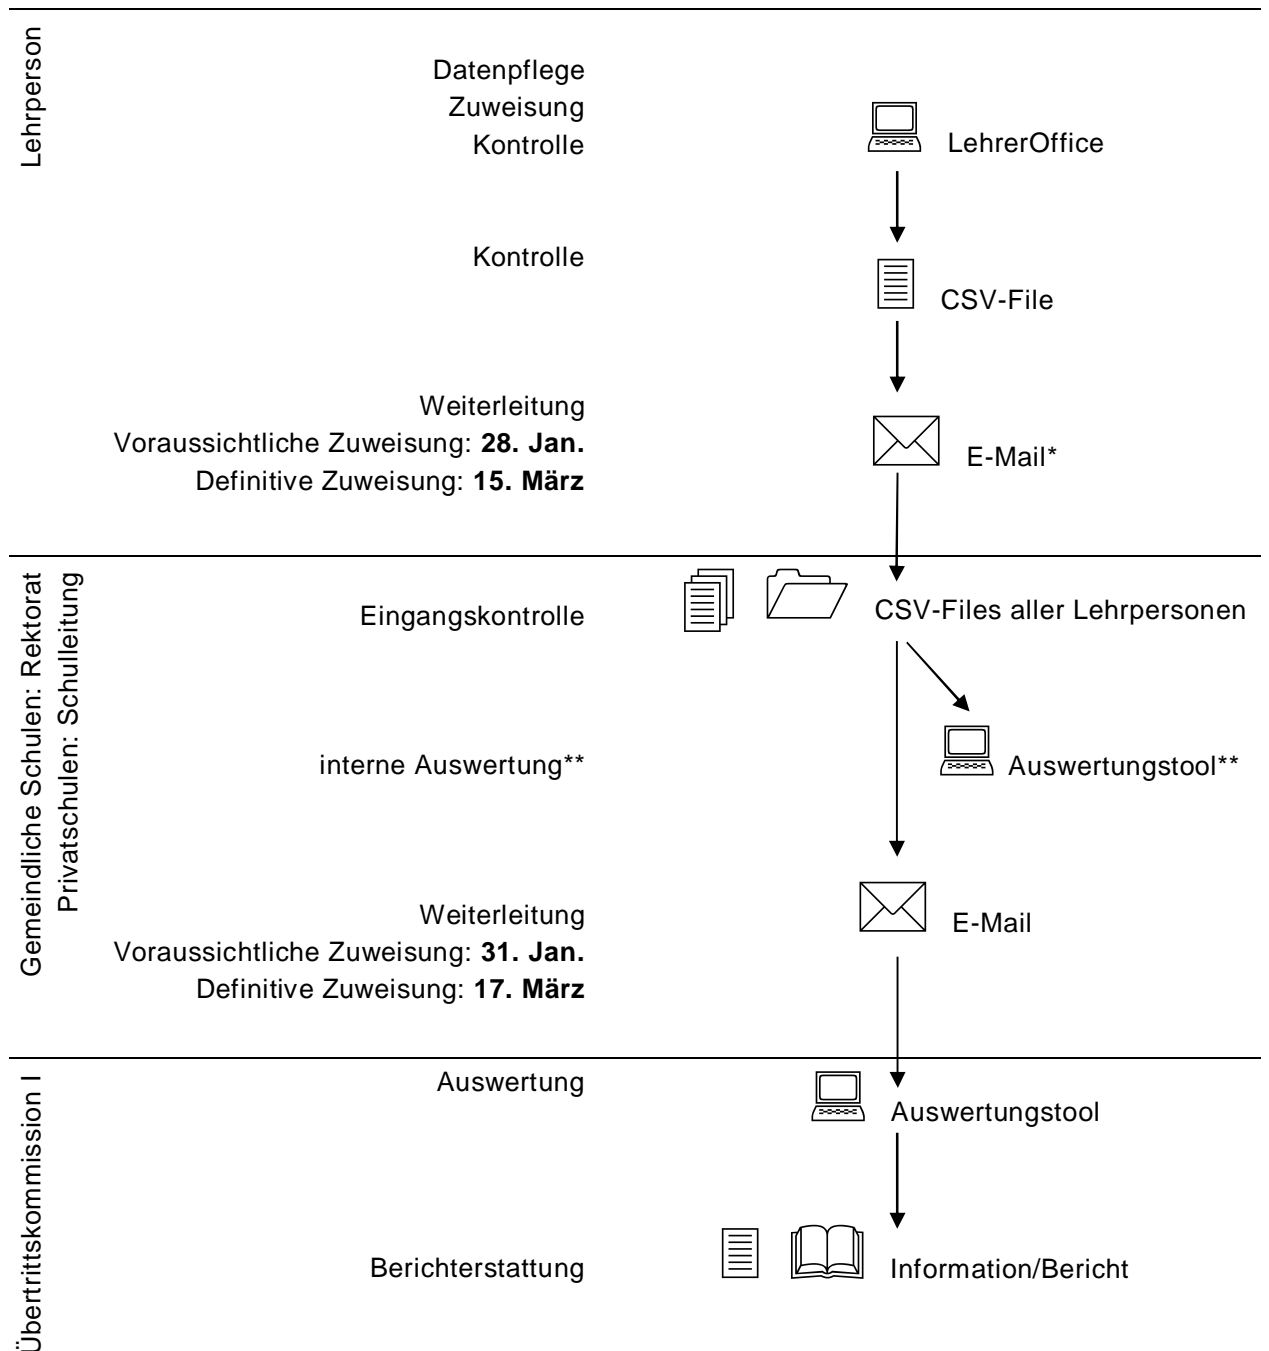 Lehrperson
Datenpflege
Zuweisung
Kontrolle
LehrerOffice
Kontrolle
CSV-File
Weiterleitung
Voraussichtliche Zuweisung: 28. Jan.
Definitive Zuweisung: 15. März
E-Mail*
Gemeindliche Schulen: Rektorat
Privatschulen: Schulleitung
Eingangskontrolle
CSV-Files aller Lehrpersonen
interne Auswertung**
Auswertungstool**
Weiterleitung
Voraussichtliche Zuweisung: 31. Jan.
Definitive Zuweisung: 17. März
E-Mail
Übertrittskommission I
Auswertung
Auswertungstool
Berichterstattung
Information/Bericht